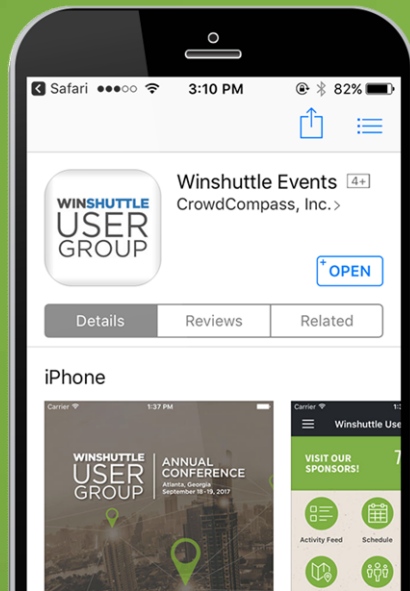 Safari
3:10 PM
82%
WINSHUTTLE
USER
GROUP
Winshuttle Events 4+
CrowdCompass, Inc. >
+OPEN
Details Reviews Related
iPhone
Carrier 1:37 PM
WINSHUTTLE
USER
GROUP
ANNUAL
CONFERENCE
Atlanta, Georgia
September 18-19, 2017
Carrier
Winshuttle Use
VISIT OUR
SPONSORS!
Activity Feed Schedule